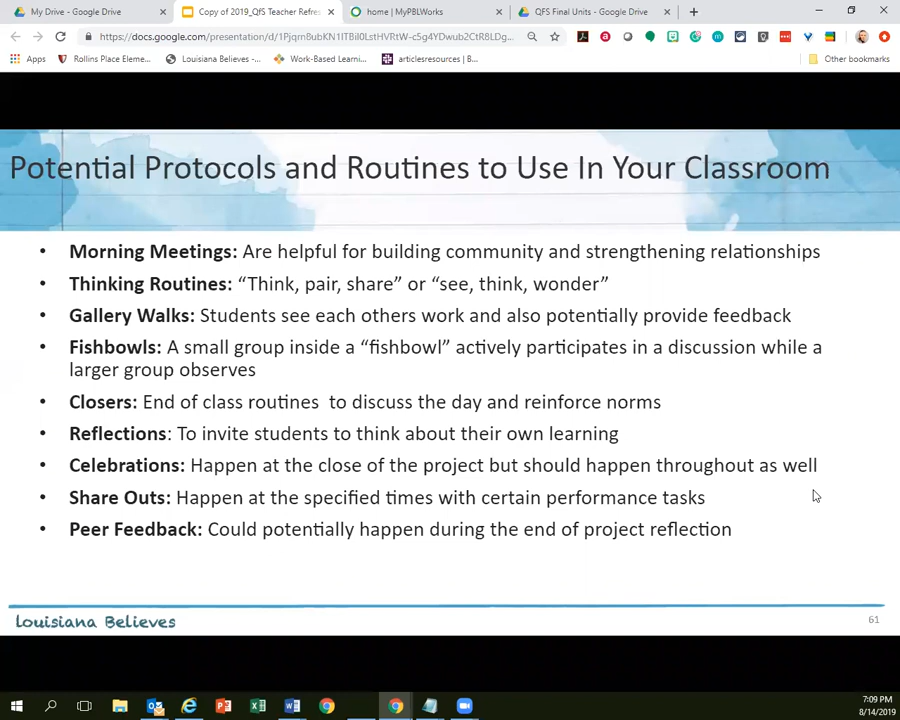 My Drive - Google Drive
Copy of 2019_QfS Teacher Refres
home | MyPBLWorks
QFS Final Units - Google Drive
Apps
Rollins Place Eleme...
Louisiana Believes -...
Work-Based Learni...
articlesresources | B...
Other bookmarks
Potential Protocols and Routines to Use In Your Classroom
• Morning Meetings: Are helpful for building community and strengthening relationships
• Thinking Routines: “Think, pair, share” or “see, think, wonder”
• Gallery Walks: Students see each others work and also potentially provide feedback
• Fishbowls: A small group inside a “fishbowl” actively participates in a discussion while a
larger group observes
• Closers: End of class routines to discuss the day and reinforce norms
• Reflections: To invite students to think about their own learning
• Celebrations: Happen at the close of the project but should happen throughout as well
• Share Outs: Happen at the specified times with certain performance tasks
• Peer Feedback: Could potentially happen during the end of project reflection
Louisiana Believes
61
7:09 PM
8/14/2019